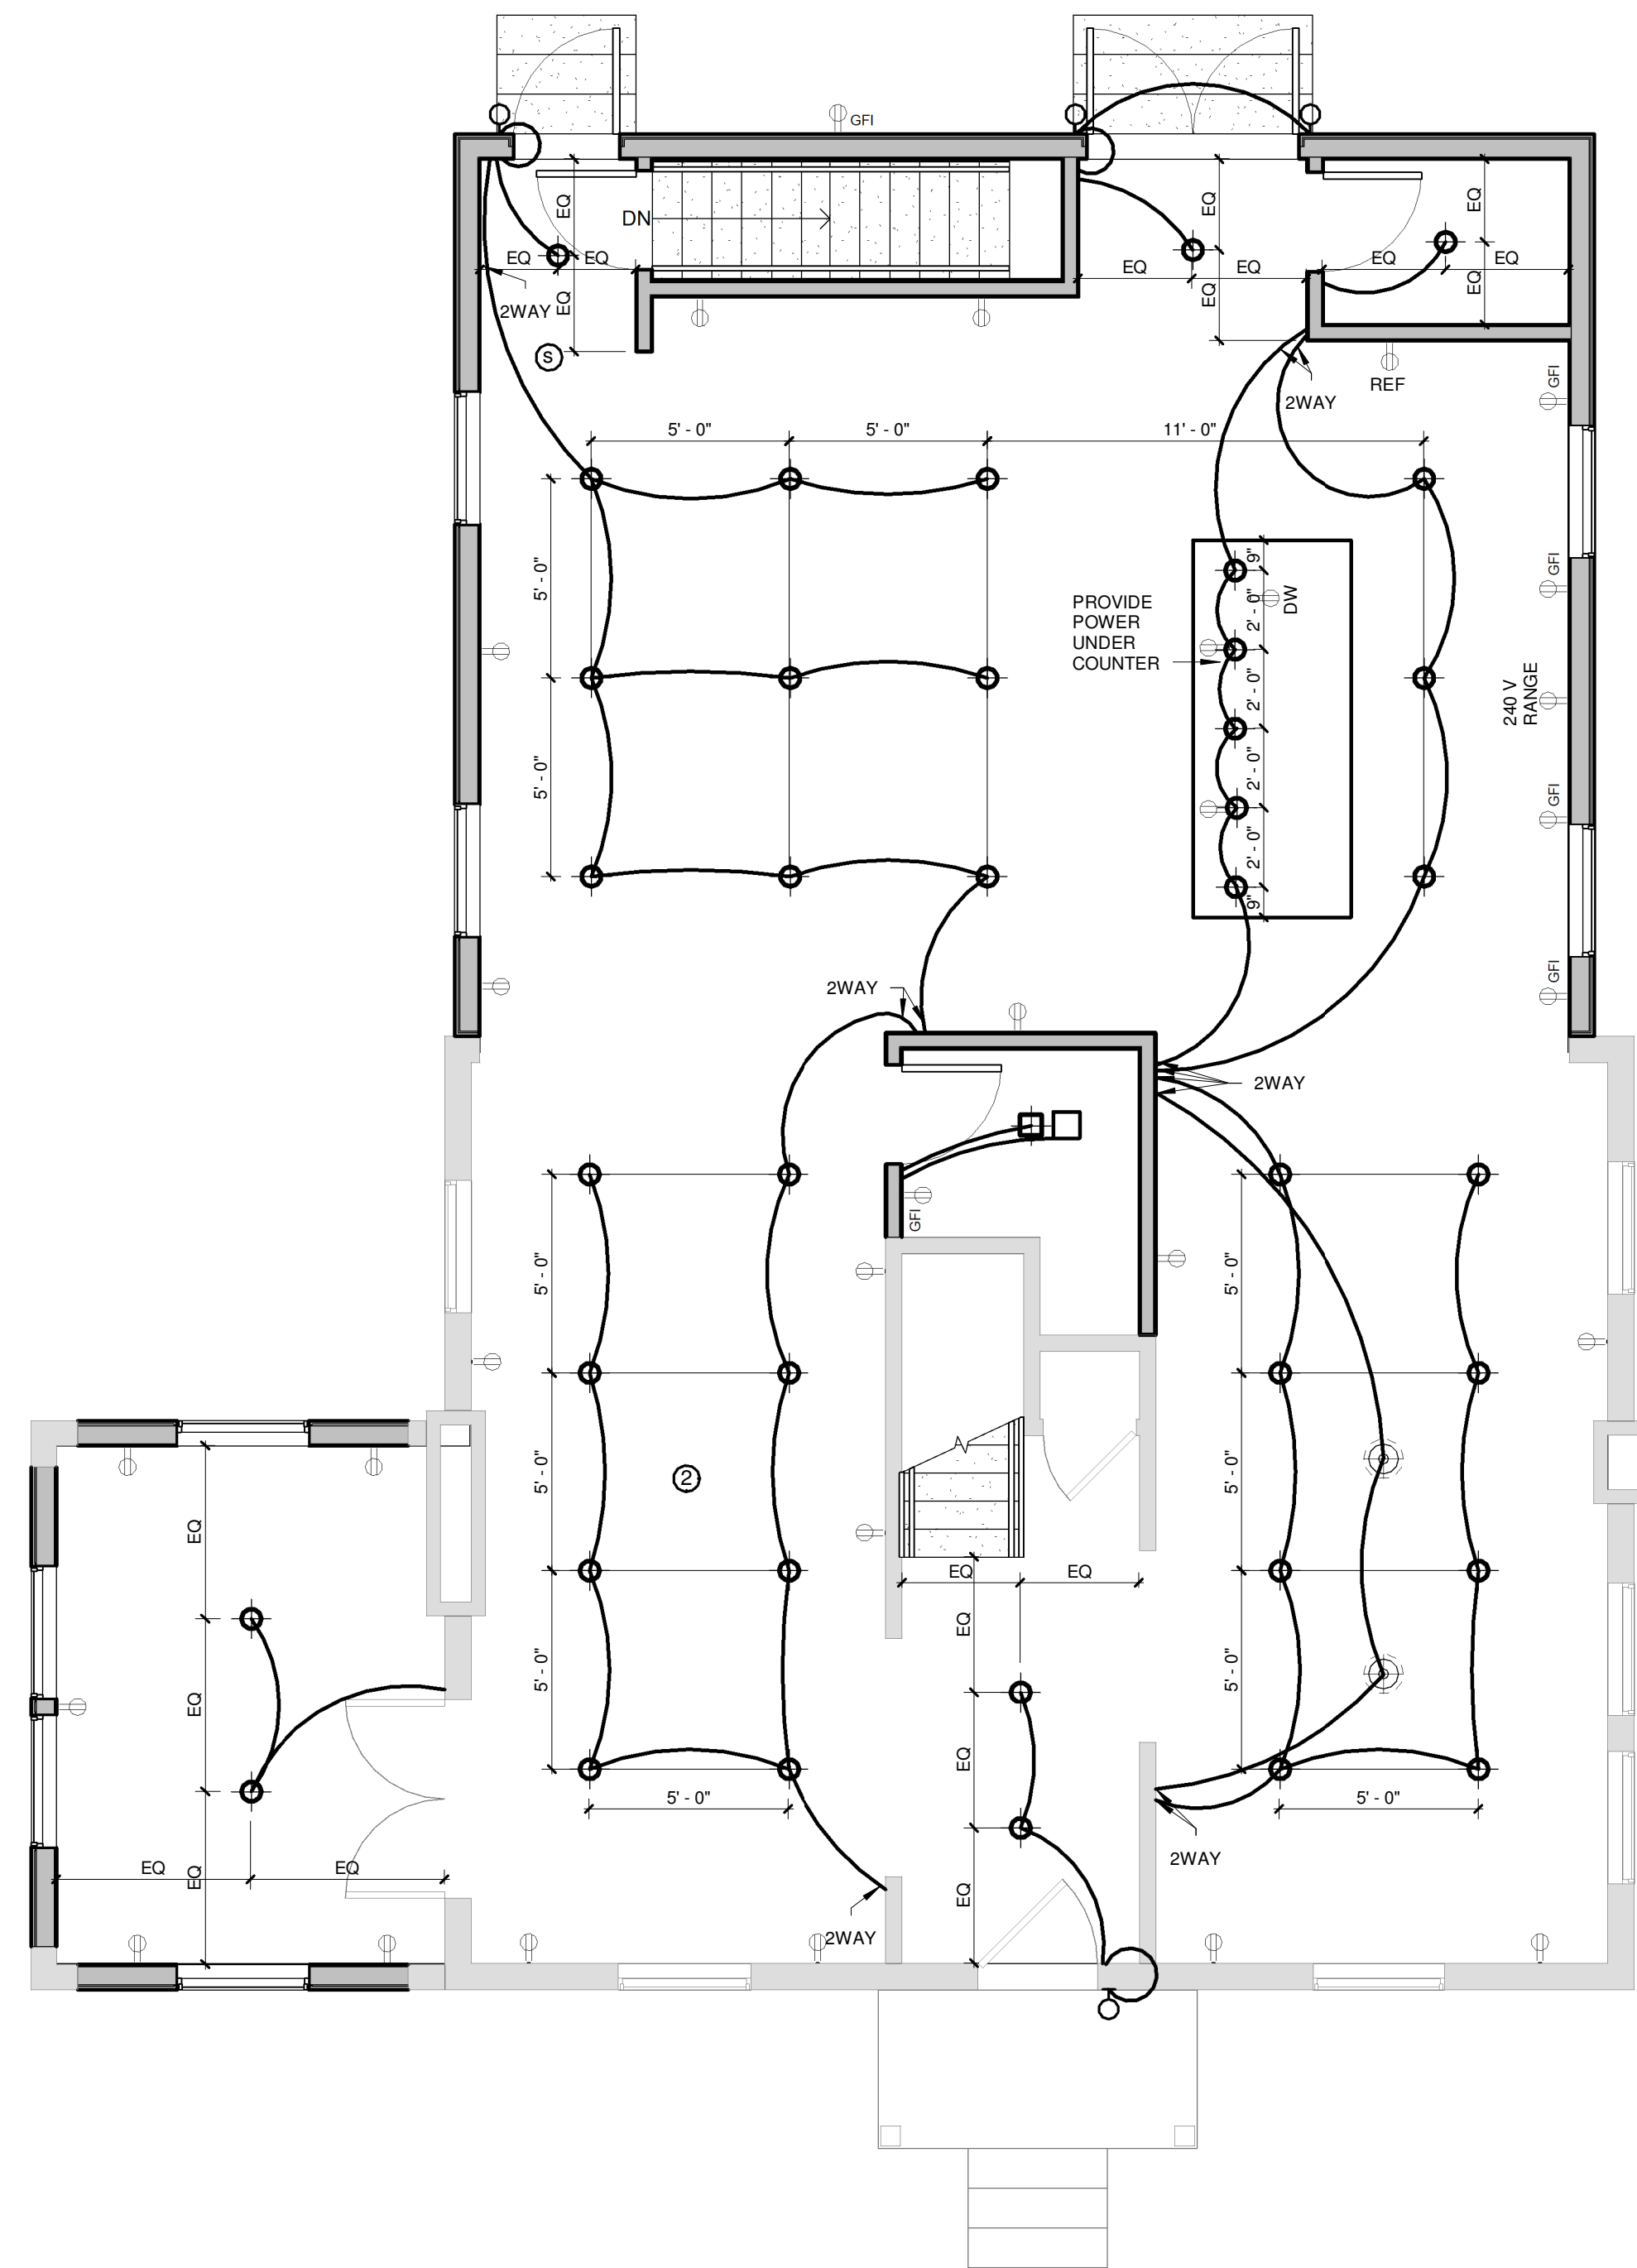 GFI
DN
EQ
EQ
EQ
EQ
2WAY
S
EQ
EQ
EQ
EQ
EQ
EQ
EQ
EQ
REF
2WAY
GFI
5' - 0"
5' - 0"
11' - 0"
5' - 0"
5' - 0"
PROVIDE
POWER
UNDER
COUNTER
9"
2' - 0"
2' - 0"
2' - 0"
2' - 0"
9"
DW
GFI
240 V
RANGE
GFI
GFI
2WAY
2WAY
GFI
5' - 0"
5' - 0"
5' - 0"
5' - 0"
2
5' - 0"
5' - 0"
5' - 0"
5' - 0"
EQ
EQ
EQ
EQ
EQ
EQ
EQ
EQ
EQ
EQ
2WAY
2WAY